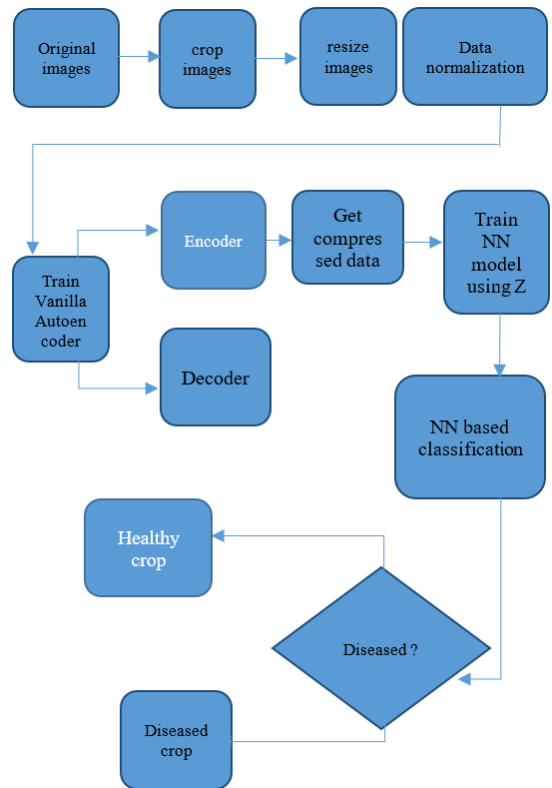 Original
images
crop
images
resize
images
Data
normalization
Encoder
Get
compres
sed data
Train
NN
model
using Z
Train
Vanilla
Autoen
coder
Decoder
NN based
classification
Healthy
crop
Diseased ?
Diseased
crop